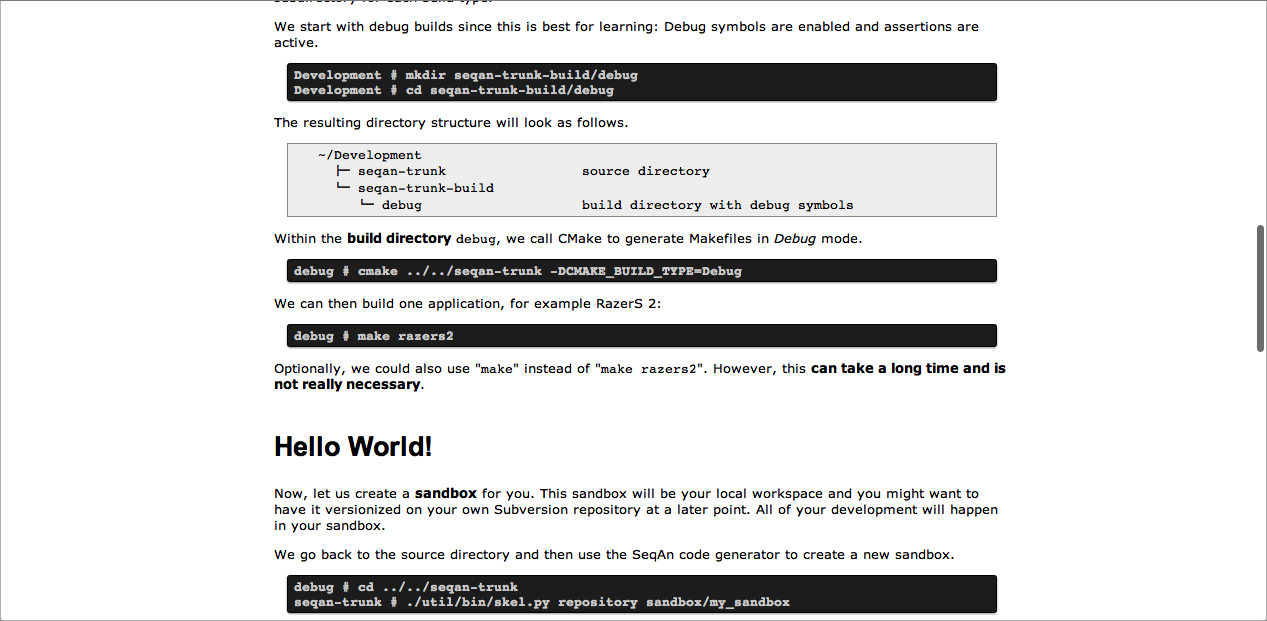 We start with debug builds since this is best for learning: Debug symbols are enabled and assertions are
active.
Development # mkdir seqan-trunk-build/debug
Development # cd seqan-trunk-build/debug
The resulting directory structure will look as follows.
~/Development
├─ seqan-trunk source directory
└─ seqan-trunk-build
└─ debug build directory with debug symbols
Within the build directory debug, we call CMake to generate Makefiles in Debug mode.
debug # cmake ../../seqan-trunk -DCMAKE_BUILD_TYPE=Debug
We can then build one application, for example RazerS 2:
debug # make razers2
Optionally, we could also use "make" instead of "make razers2". However, this can take a long time and is
not really necessary.
Hello World!
Now, let us create a sandbox for you. This sandbox will be your local workspace and you might want to
have it versionized on your own Subversion repository at a later point. All of your development will happen
in your sandbox.
We go back to the source directory and then use the SeqAn code generator to create a new sandbox.
debug # cd ../../seqan-trunk
seqan-trunk # ./util/bin/skel.py repository sandbox/my_sandbox